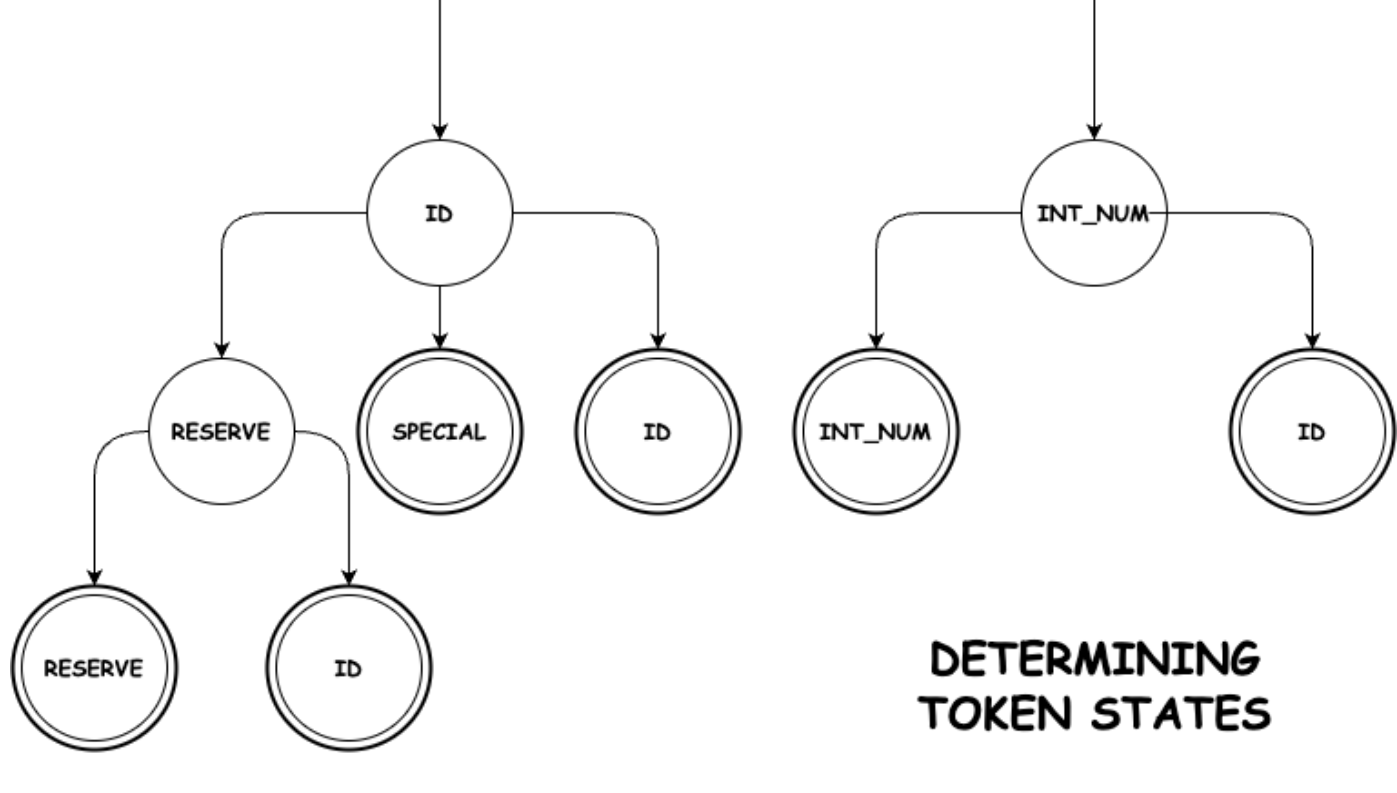 ID
INT_NUM
RESERVE
SPECIAL
ID
INT_NUM
ID
RESERVE
ID
DETERMINING
TOKEN STATES